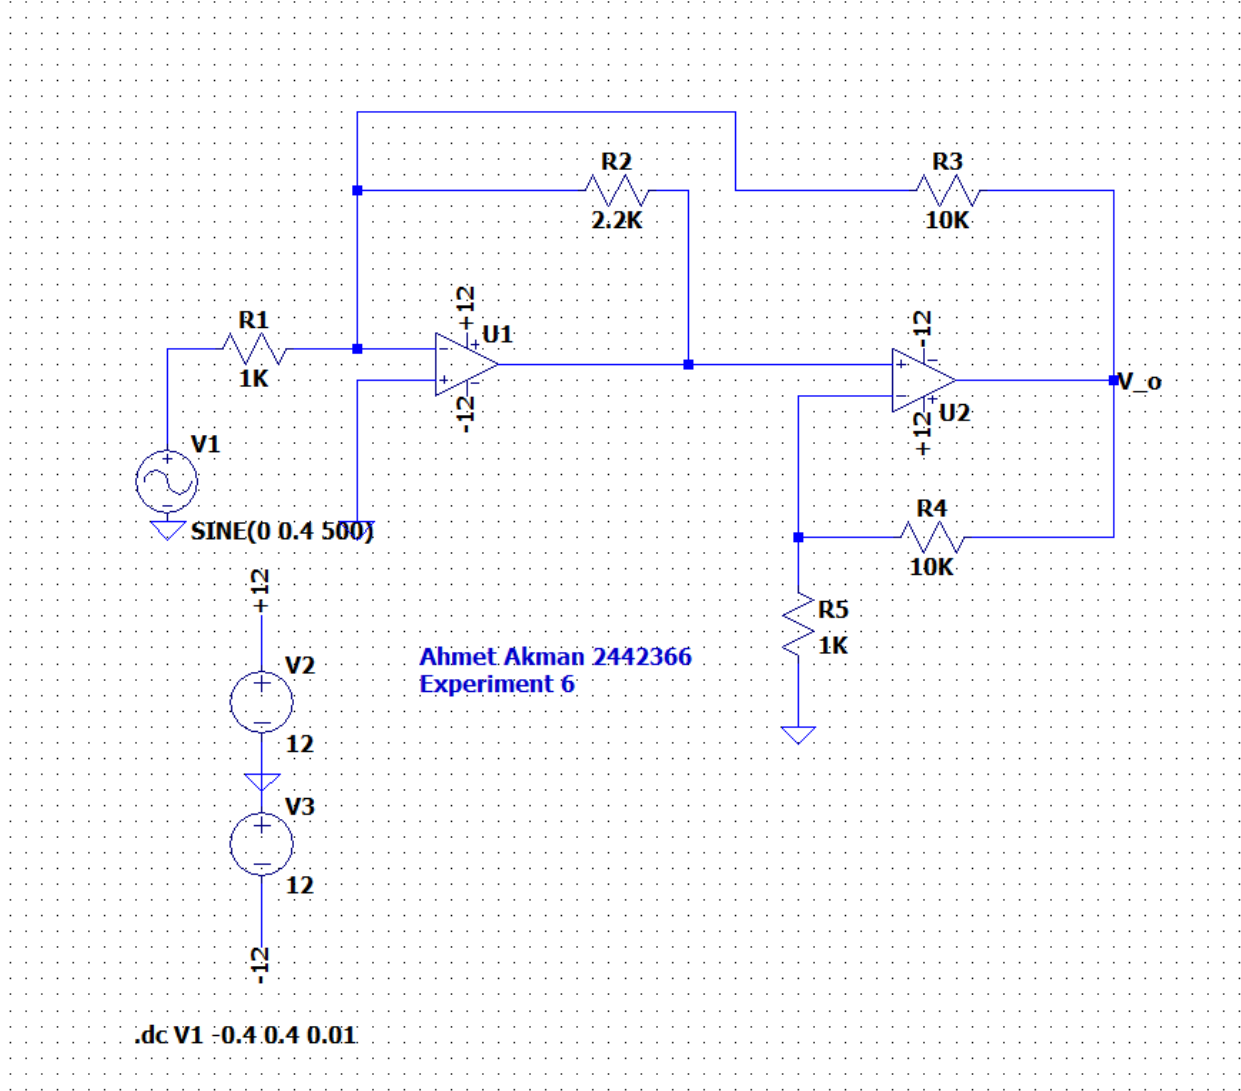 R2
2.2K
R3
10K
R1
1K
+12
U1
+
−
+
−
-12
-12
+
−
−
+
U2
+12
V_o
V1
+
−
SINE(0 0.4 500)
R4
10K
R5
1K
+12
V2
+
−
12
V3
+
−
12
-12
Ahmet Akman 2442366
Experiment 6
.dc V1 -0.4 0.4 0.01